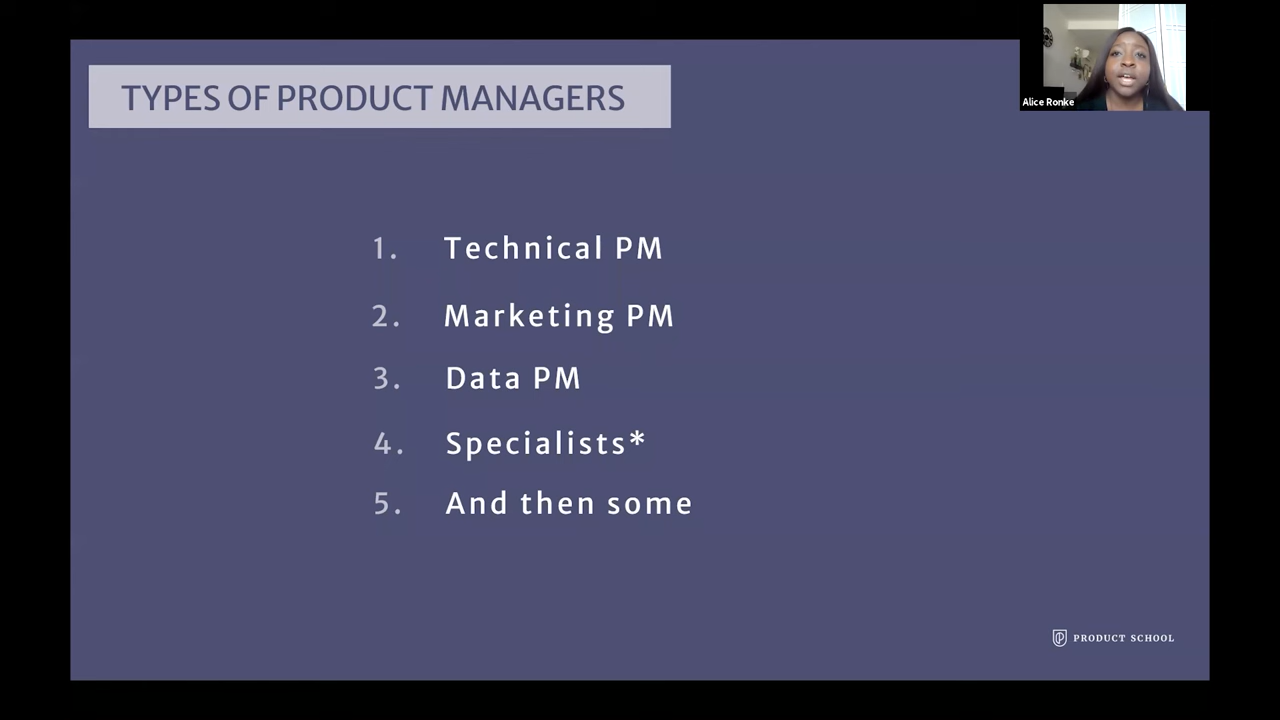 TYPES OF PRODUCT MANAGERS
Alice Ronke
1. Technical PM
2. Marketing PM
3. Data PM
4. Specialists*
5. And then some
PRODUCT SCHOOL